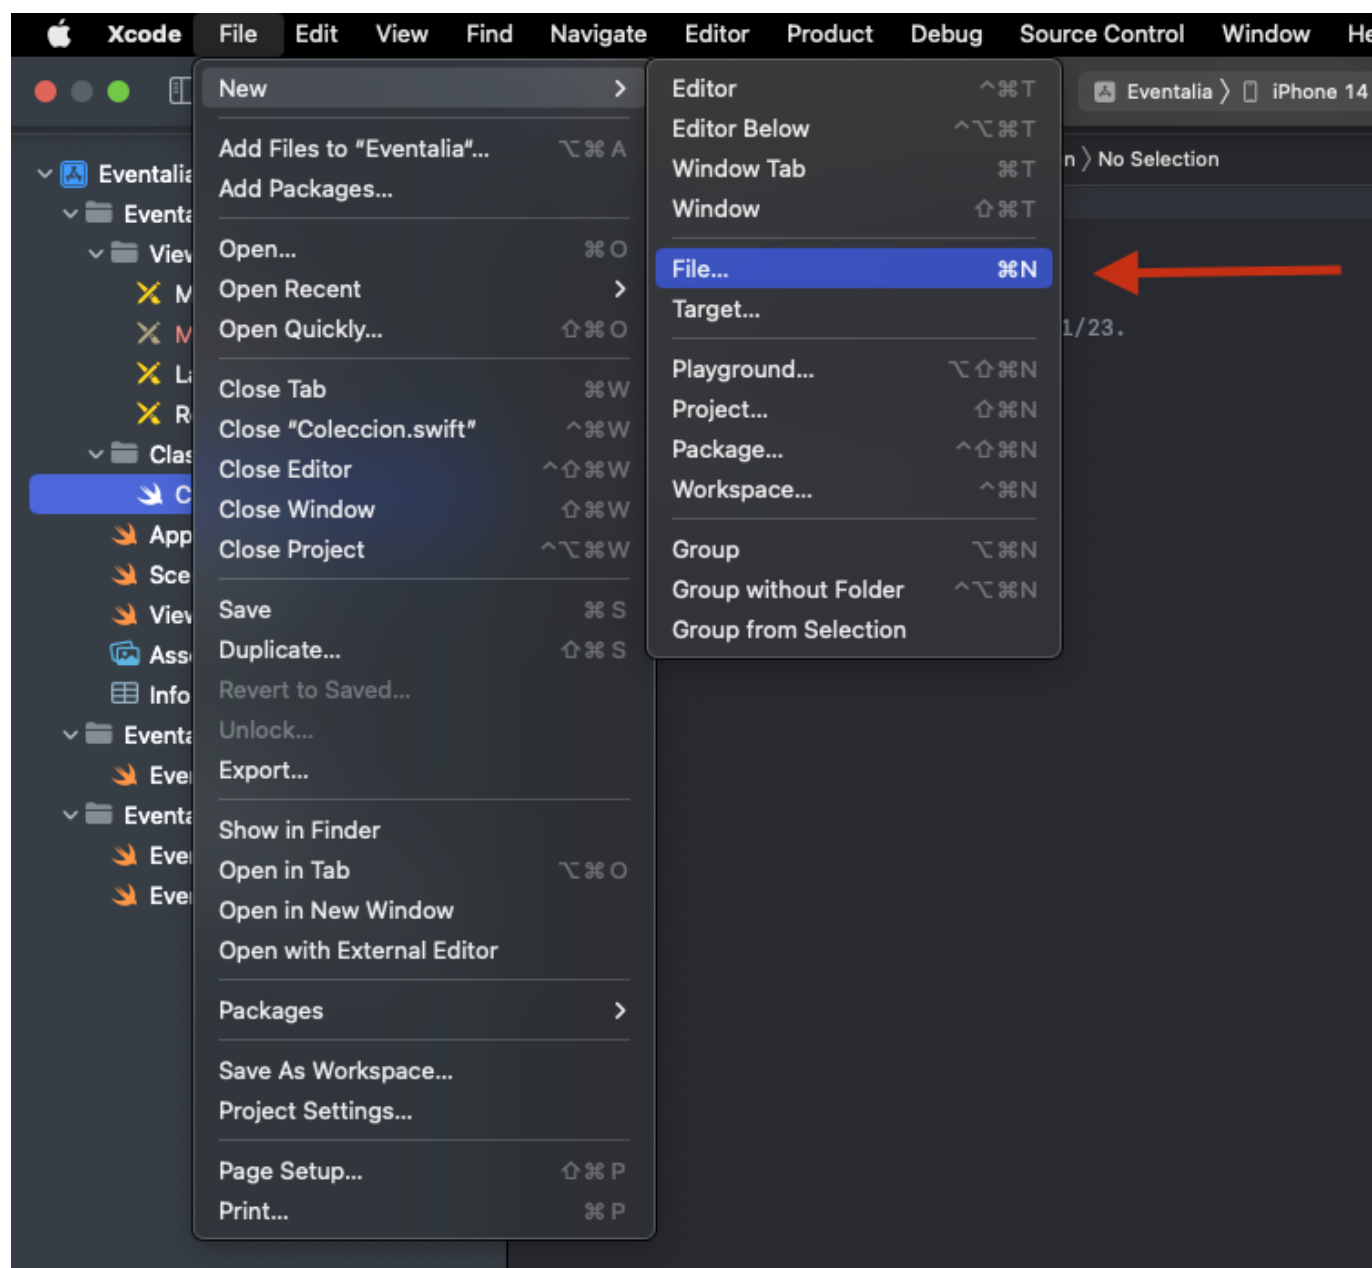 Xcode File Edit View Find Navigate Editor Product Debug Source Control Window
Eventalia 〉 iPhone 14
No Selection
1/23.
Eventalia
New
Add Files to “Eventalia”... ⌥⌘A
Add Packages...
Open... ⌘O
Open Recent
Open Quickly... ⇧⌘O
Close Tab ⌘W
Close “Coleccion.swift” ^⌘W
Close Editor ^⇧⌘W
Close Window ⇧⌘W
Close Project ^⌥⌘W
Save ⌘S
Duplicate... ⇧⌘S
Revert to Saved...
Unlock...
Export...
Show in Finder
Open in Tab ⌥⌘O
Open in New Window
Open with External Editor
Packages
Save As Workspace...
Project Settings...
Page Setup... ⇧⌘P
Print... ⌘P
Editor ^⌘T
Editor Below ^⌥⌘T
Window Tab ⌘T
Window ⇧⌘T
File... ⌘N
Target...
Playground... ⌥⇧⌘N
Project... ⇧⌘N
Package... ^⇧⌘N
Workspace... ^⌘N
Group ⌥⌘N
Group without Folder ^⌥⌘N
Group from Selection